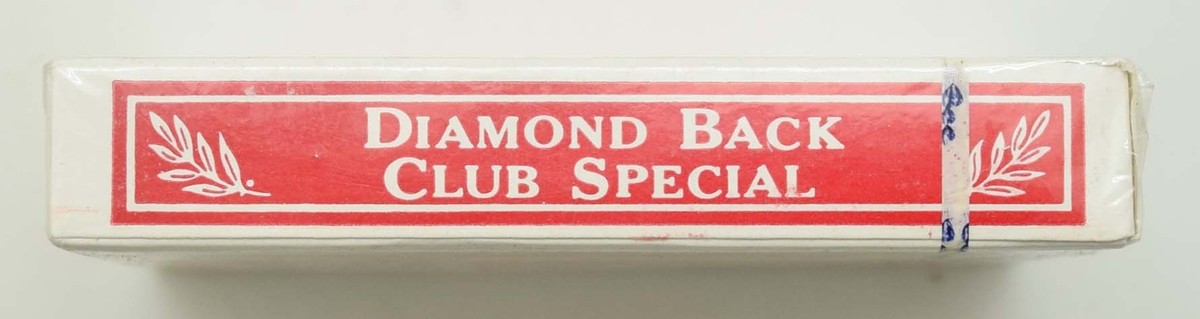 DIAMOND BACK
CLUB SPECIAL